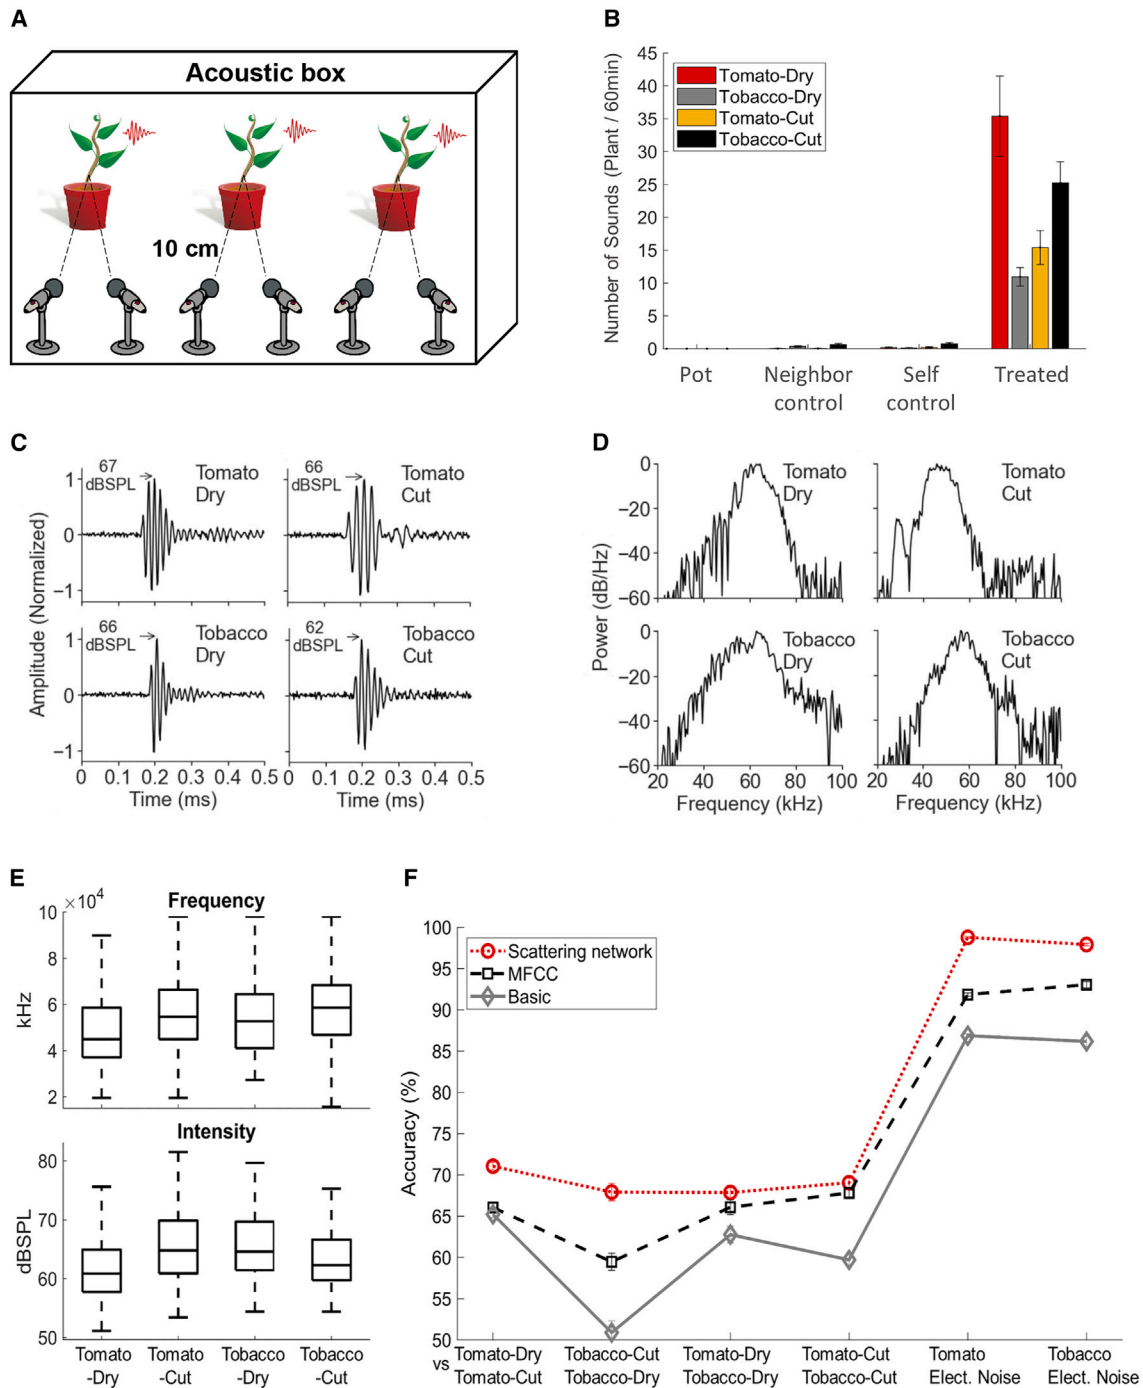 A
Acoustic box
10 cm
B
Number of Sounds (Plant / 60min)
45
40
35
30
25
20
15
10
5
0
Tomato-Dry
Tobacco-Dry
Tomato-Cut
Tobacco-Cut
Pot
Neighbor
control
Self
control
Treated
C
Amplitude (Normalized)
1
0
−1
67
dBSPL
Tomato
Dry
66
dBSPL
Tomato
Cut
1
0
−1
66
dBSPL
Tobacco
Dry
62
dBSPL
Tobacco
Cut
0 0.1 0.2 0.3 0.4 0.5
0 0.1 0.2 0.3 0.4 0.5
Time (ms)
Time (ms)
D
Power (dB/Hz)
0
−20
−40
−60
Tomato
Dry
Tomato
Cut
0
−20
−40
−60
Tobacco
Dry
Tobacco
Cut
20 40 60 80 100
20 40 60 80 100
Frequency (kHz)
Frequency (kHz)
E
×10⁴
Frequency
kHz
10
8
6
4
2
Intensity
dBSPL
80
70
60
50
Tomato
-Dry
Tomato
-Cut
Tobacco
-Dry
Tobacco
-Cut
F
Accuracy (%)
100
95
90
85
80
75
70
65
60
55
50
Scattering network
MFCC
Basic
vs
Tomato-Dry
Tomato-Cut
Tobacco-Cut
Tobacco-Dry
Tomato-Dry
Tobacco-Dry
Tomato-Cut
Tobacco-Cut
Tomato
Elect. Noise
Tobacco
Elect. Noise